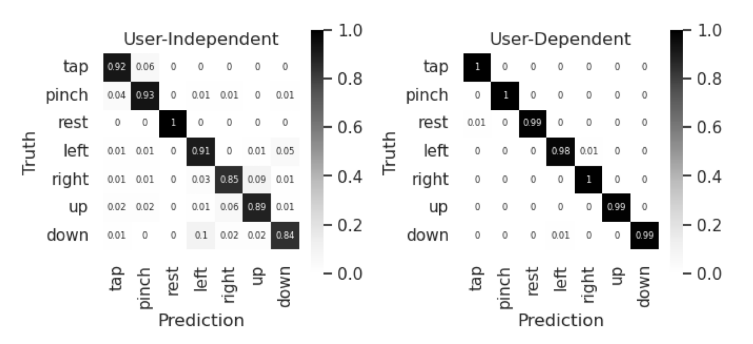 User-Independent
User-Dependent
tap 0.92 0.06 0 0 0 0 0
pinch 0.04 0.93 0 0.01 0.01 0 0.01
rest 0 0 1 0 0 0 0
left 0.01 0.01 0 0.91 0 0.01 0.05
right 0.01 0.01 0 0.03 0.85 0.09 0.01
up 0.02 0.02 0 0.01 0.06 0.89 0.01
down 0.01 0 0 0.1 0.02 0.02 0.84
Truth
tap pinch rest left right up down
Prediction
1.0
0.8
0.6
0.4
0.2
0.0
tap 1 0 0 0 0 0 0
pinch 0 1 0 0 0 0 0
rest 0.01 0 0.99 0 0 0 0
left 0 0 0 0.98 0.01 0 0
right 0 0 0 0 1 0 0
up 0 0 0 0 0 0.99 0
down 0 0 0 0.01 0 0 0.99
Truth
tap pinch rest left right up down
Prediction
1.0
0.8
0.6
0.4
0.2
0.0